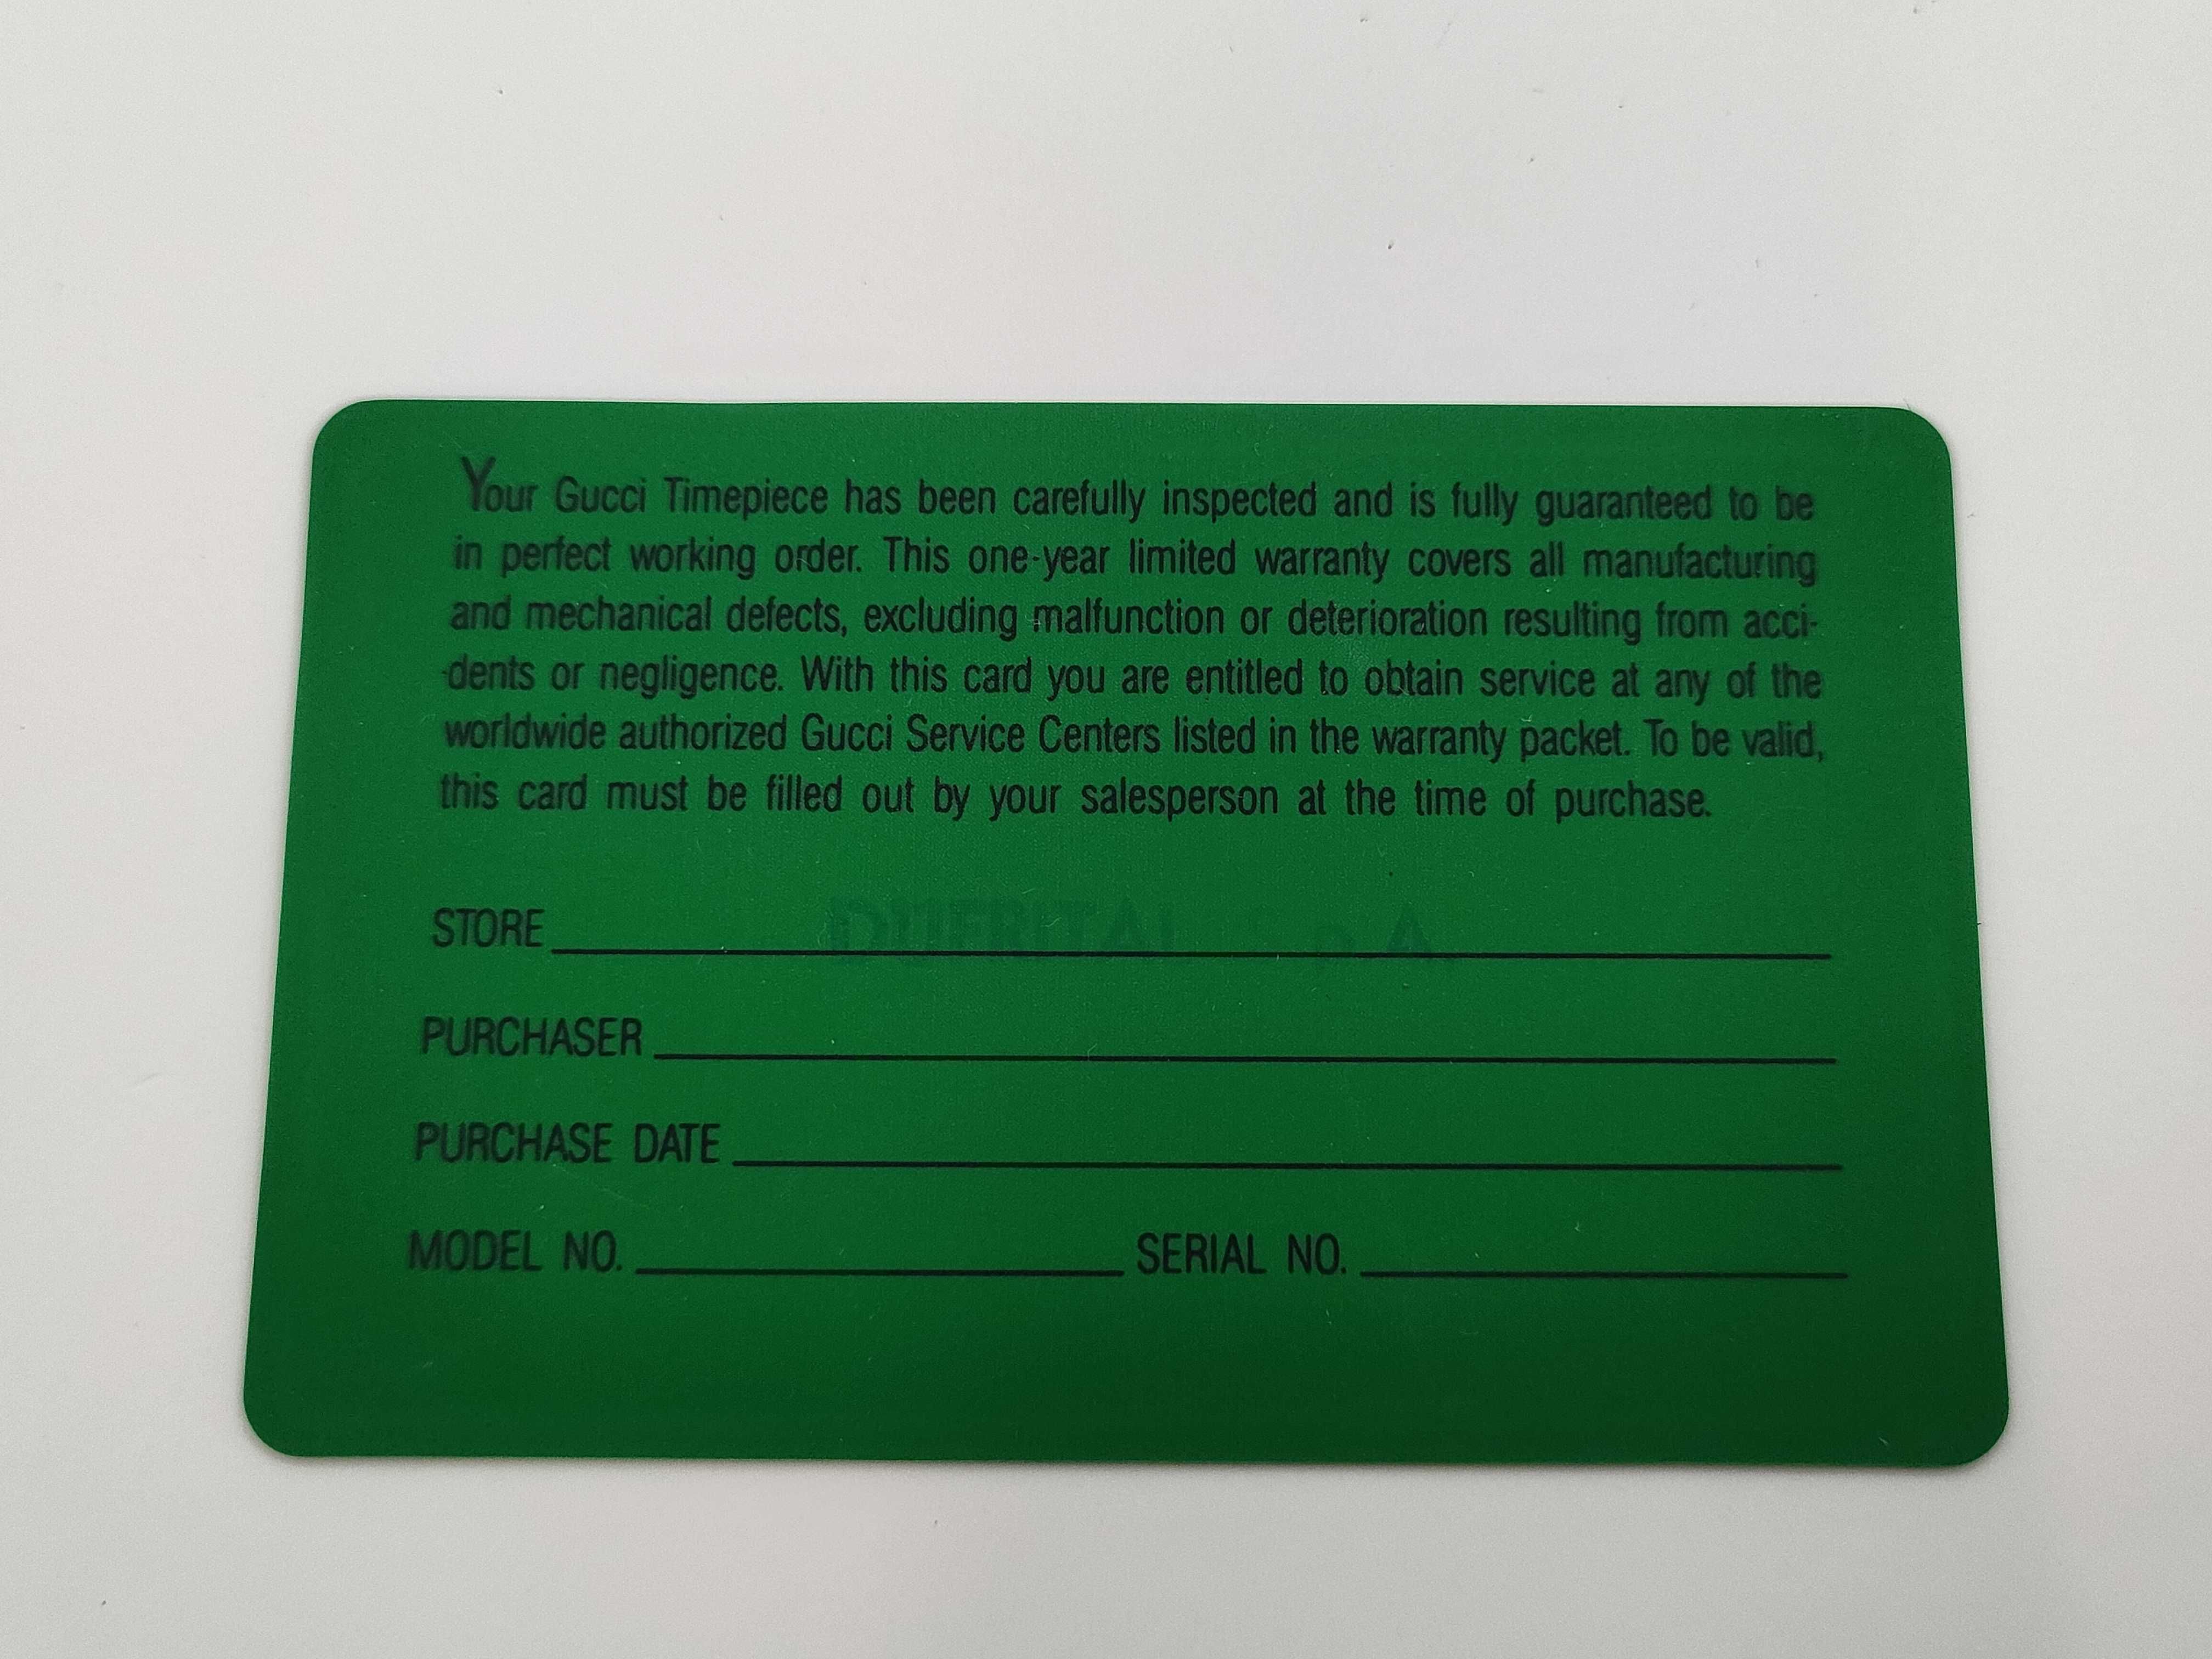 Your Gucci Timepiece has been carefully inspected and is fully guaranteed to be
in perfect working order. This one-year limited warranty covers all manufacturing
and mechanical defects, excluding malfunction or deterioration resulting from acci-
dents or negligence. With this card you are entitled to obtain service at any of the
worldwide authorized Gucci Service Centers listed in the warranty packet. To be valid,
this card must be filled out by your salesperson at the time of purchase.
STORE
PURCHASER
PURCHASE DATE
MODEL NO. SERIAL NO.